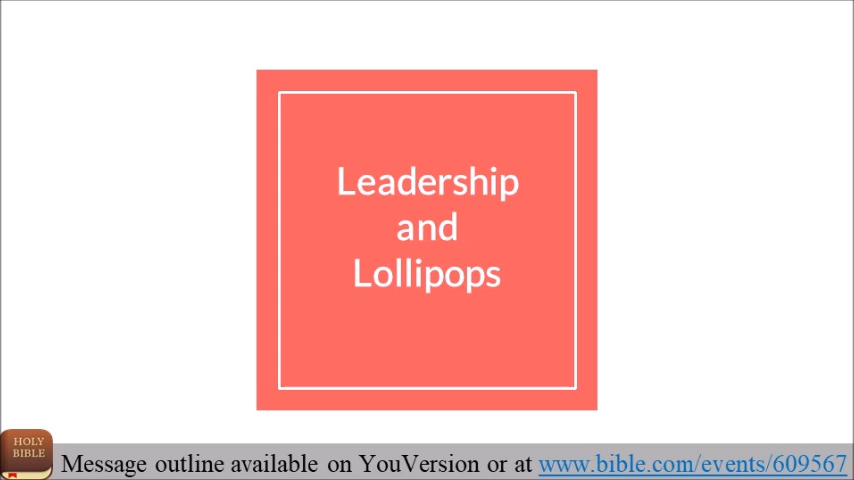 Leadership
and
Lollipops
HOLY
BIBLE
Message outline available on YouVersion or at www.bible.com/events/609567